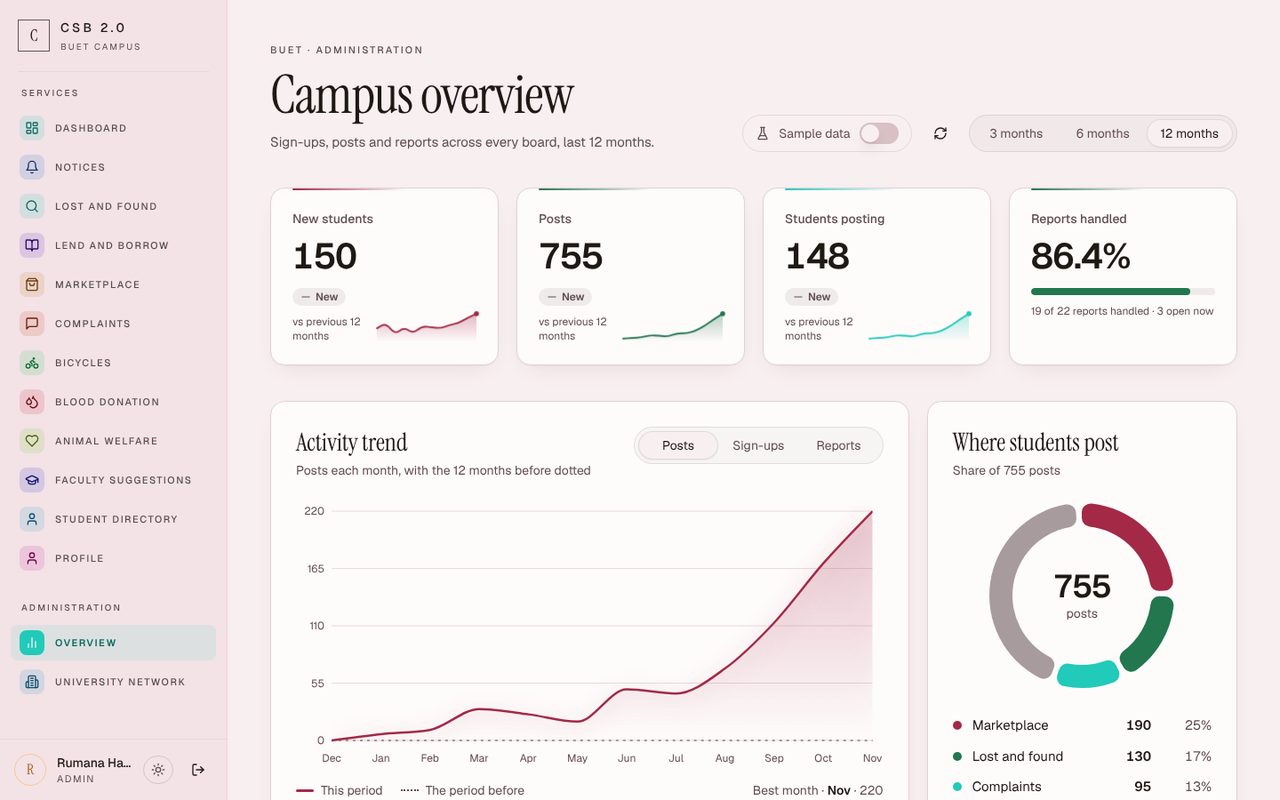 C
CSB 2.0
BUET CAMPUS
SERVICES
DASHBOARD
NOTICES
LOST AND FOUND
LEND AND BORROW
MARKETPLACE
COMPLAINTS
BICYCLES
BLOOD DONATION
ANIMAL WELFARE
FACULTY SUGGESTIONS
STUDENT DIRECTORY
PROFILE
ADMINISTRATION
OVERVIEW
UNIVERSITY NETWORK
R
Rumana Ha...
ADMIN
BUET · ADMINISTRATION
Campus overview
Sign-ups, posts and reports across every board, last 12 months.
Sample data
3 months 6 months 12 months
New students
150
— New
vs previous 12
months
Posts
755
— New
vs previous 12
months
Students posting
148
— New
vs previous 12
months
Reports handled
86.4%
19 of 22 reports handled · 3 open now
Activity trend
Posts each month, with the 12 months before dotted
Posts Sign-ups Reports
220
165
110
55
0
Dec Jan Feb Mar Apr May Jun Jul Aug Sep Oct Nov
This period The period before Best month · Nov · 220
Where students post
Share of 755 posts
755
posts
Marketplace 190 25%
Lost and found 130 17%
Complaints 95 13%